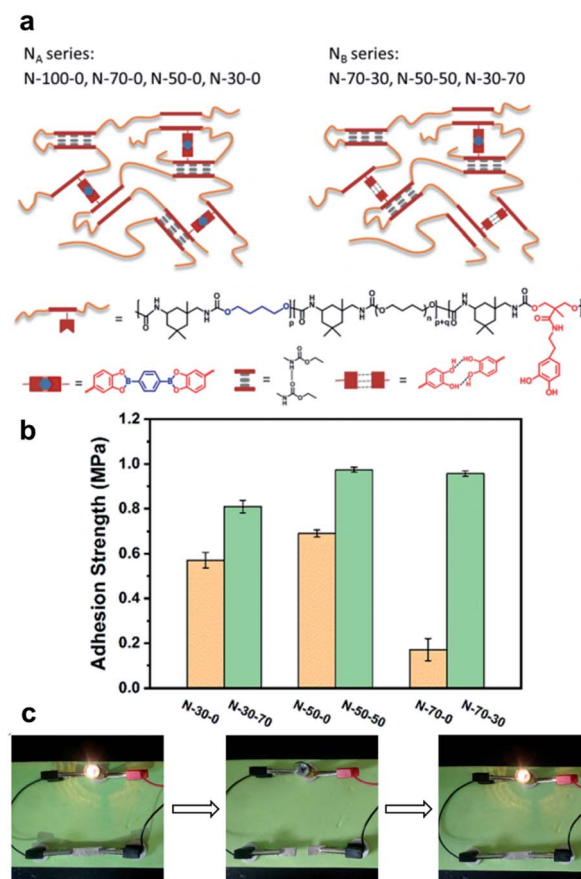 a
N_A series:
N-100-0, N-70-0, N-50-0, N-30-0
N_B series:
N-70-30, N-50-50, N-30-70
b
Adhesion Strength (MPa)
1.2
1.0
0.8
0.6
0.4
0.2
0.0
N-30-0
N-30-70
N-50-0
N-50-50
N-70-0
N-70-30
c